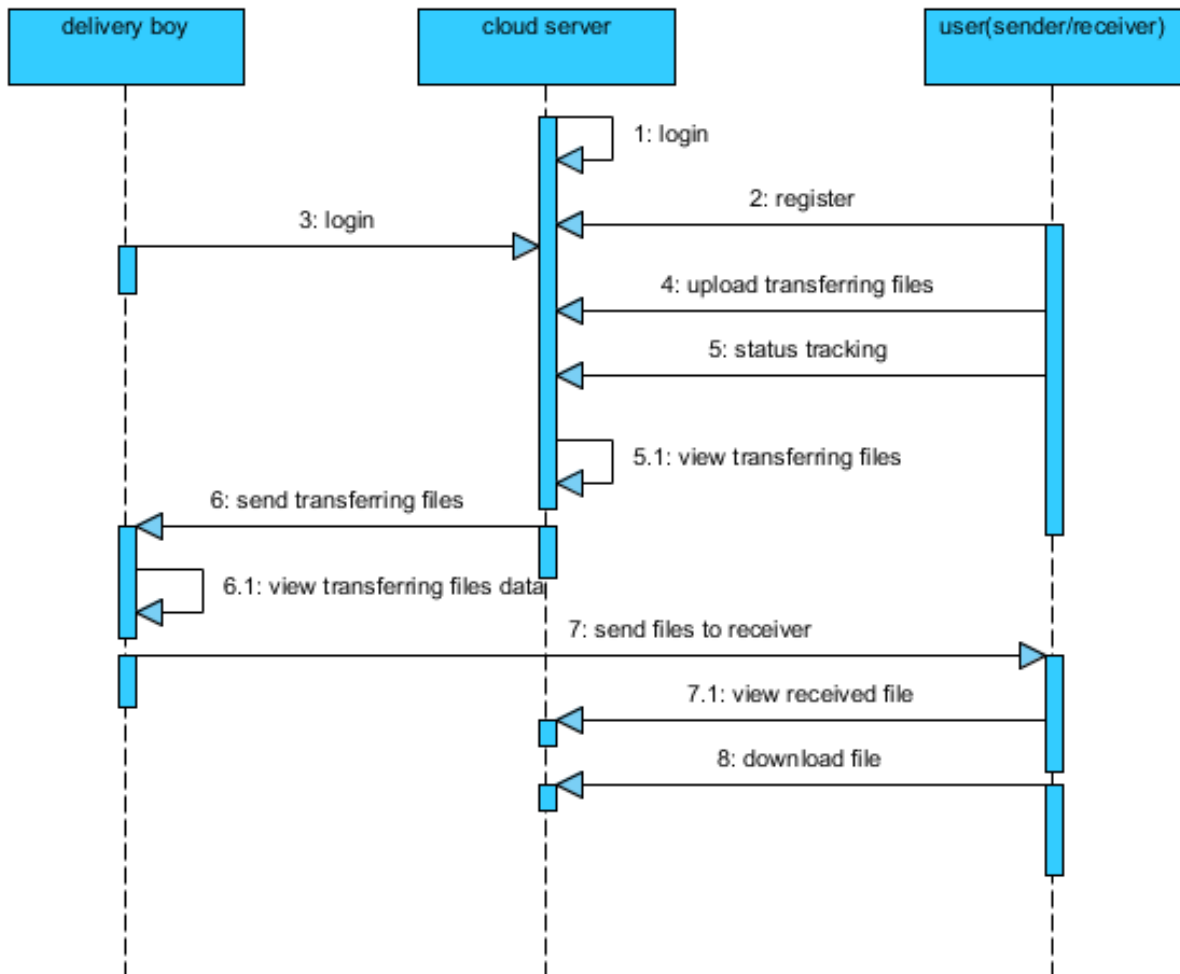 delivery boy
cloud server
user(sender/receiver)
1: login
2: register
3: login
4: upload transferring files
5: status tracking
5.1: view transferring files
6: send transferring files
6.1: view transferring files data
7: send files to receiver
7.1: view received file
8: download file